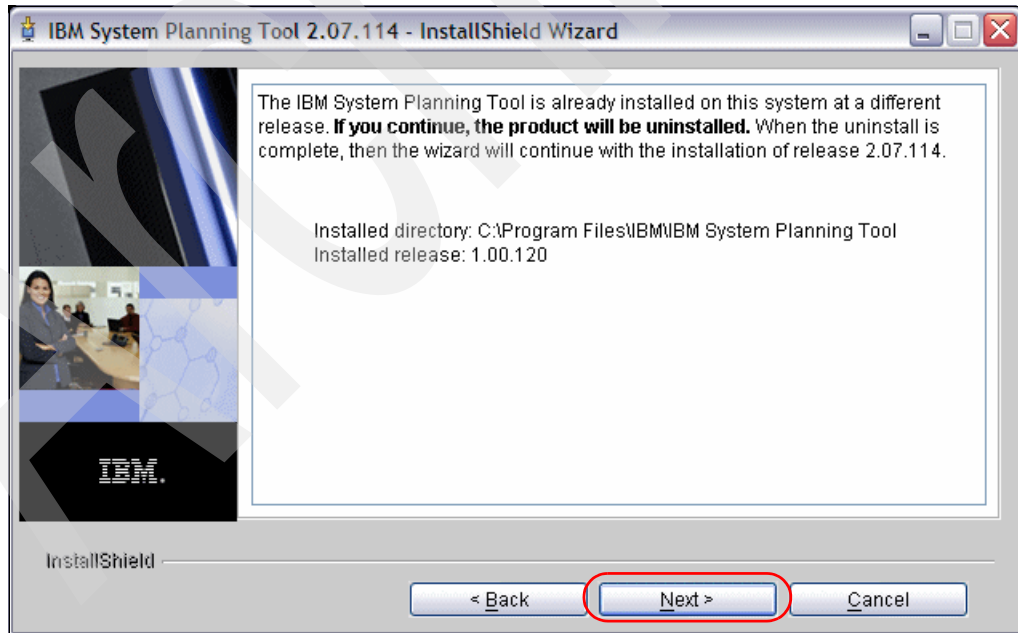 IBM System Planning Tool 2.07.114 - InstallShield Wizard
The IBM System Planning Tool is already installed on this system at a different
release. If you continue, the product will be uninstalled. When the uninstall is
complete, then the wizard will continue with the installation of release 2.07.114.
Installed directory: C:\Program Files\IBM\IBM System Planning Tool
Installed release: 1.00.120
IBM.
InstallShield
< Back
Next >
Cancel